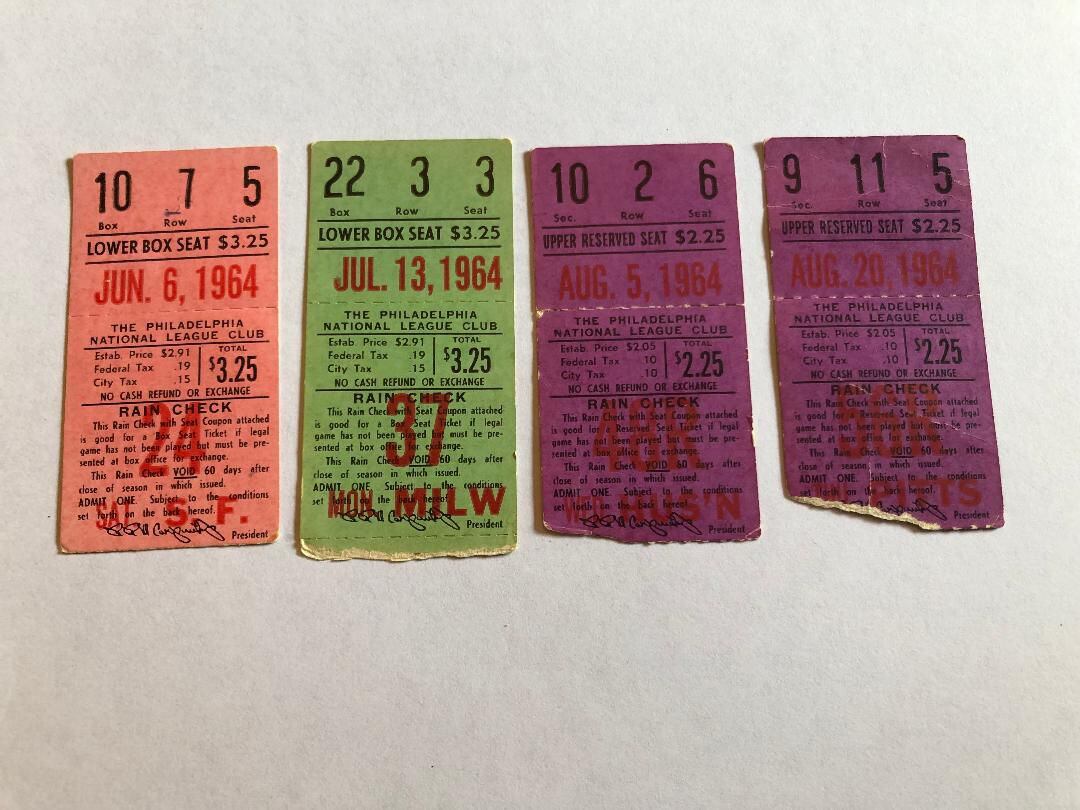 10 7 5
Box Row Seat
LOWER BOX SEAT $3.25
JUN. 6, 1964
THE PHILADELPHIA
NATIONAL LEAGUE CLUB
Estab. Price $2.91
Federal Tax .19
City Tax .15
TOTAL
$3.25
NO CASH REFUND OR EXCHANGE
RAIN CHECK
This Rain Check with Seat Coupon attached
is good for a Box Seat Ticket if legal
game has not been played but must be pre-
sented at box office for exchange.
This Rain Check VOID 60 days after
close of season in which issued.
ADMIT ONE. Subject to the conditions
set forth on the back hereof.
24
SAT. S. F.
President
22 3 3
Box Row Seat
LOWER BOX SEAT $3.25
JUL. 13, 1964
THE PHILADELPHIA
NATIONAL LEAGUE CLUB
Estab. Price $2.91
Federal Tax .19
City Tax .15
TOTAL
$3.25
NO CASH REFUND OR EXCHANGE
RAIN CHECK
This Rain Check with Seat Coupon attached
is good for a Box Seat Ticket if legal
game has not been played but must be pre-
sented at box office for exchange.
This Rain Check VOID 60 days after
close of season in which issued.
ADMIT ONE. Subject to the conditions
set forth on the back hereof.
37
MON. MILW
President
10 2 6
Sec. Row Seat
UPPER RESERVED SEAT $2.25
AUG. 5, 1964
THE PHILADELPHIA
NATIONAL LEAGUE CLUB
Estab. Price $2.05
Federal Tax .10
City Tax .10
TOTAL
$2.25
NO CASH REFUND OR EXCHANGE
RAIN CHECK
This Rain Check with Seat Coupon attached
is good for a Reserved Seat Ticket if legal
game has not been played but must be pre-
sented at box office for exchange.
This Rain Check VOID 60 days after
close of season in which issued.
ADMIT ONE. Subject to the conditions
set forth on the back hereof.
WED. HOUS'N
President
9 11 5
Sec. Row Seat
UPPER RESERVED SEAT $2.25
AUG. 20, 1964
THE PHILADELPHIA
NATIONAL LEAGUE CLUB
Estab. Price $2.05
Federal Tax .10
City Tax .10
TOTAL
$2.25
NO CASH REFUND OR EXCHANGE
RAIN CHECK
This Rain Check with Seat Coupon attached
is good for a Reserved Seat Ticket if legal
game has not been played but must be pre-
sented at box office for exchange.
This Rain Check VOID 60 days after
close of season in which issued.
ADMIT ONE. Subject to the conditions
set forth on the back hereof.
President